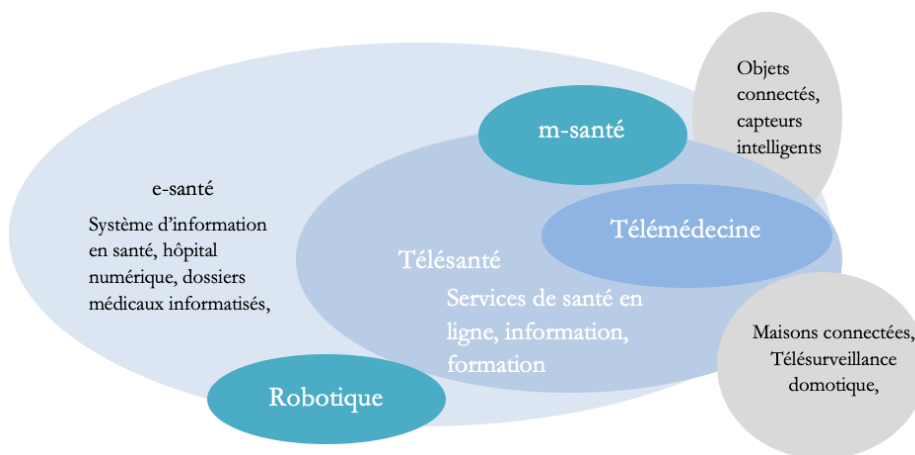 Objets
connectés,
capteurs
intelligents
m-santé
e-santé
Système d’information
en santé, hôpital
numérique, dossiers
médicaux informatisés,
Télémédecine
Télésanté
Services de santé en
ligne, information,
formation
Maisons connectées,
Télésurveillance
domotique,
Robotique